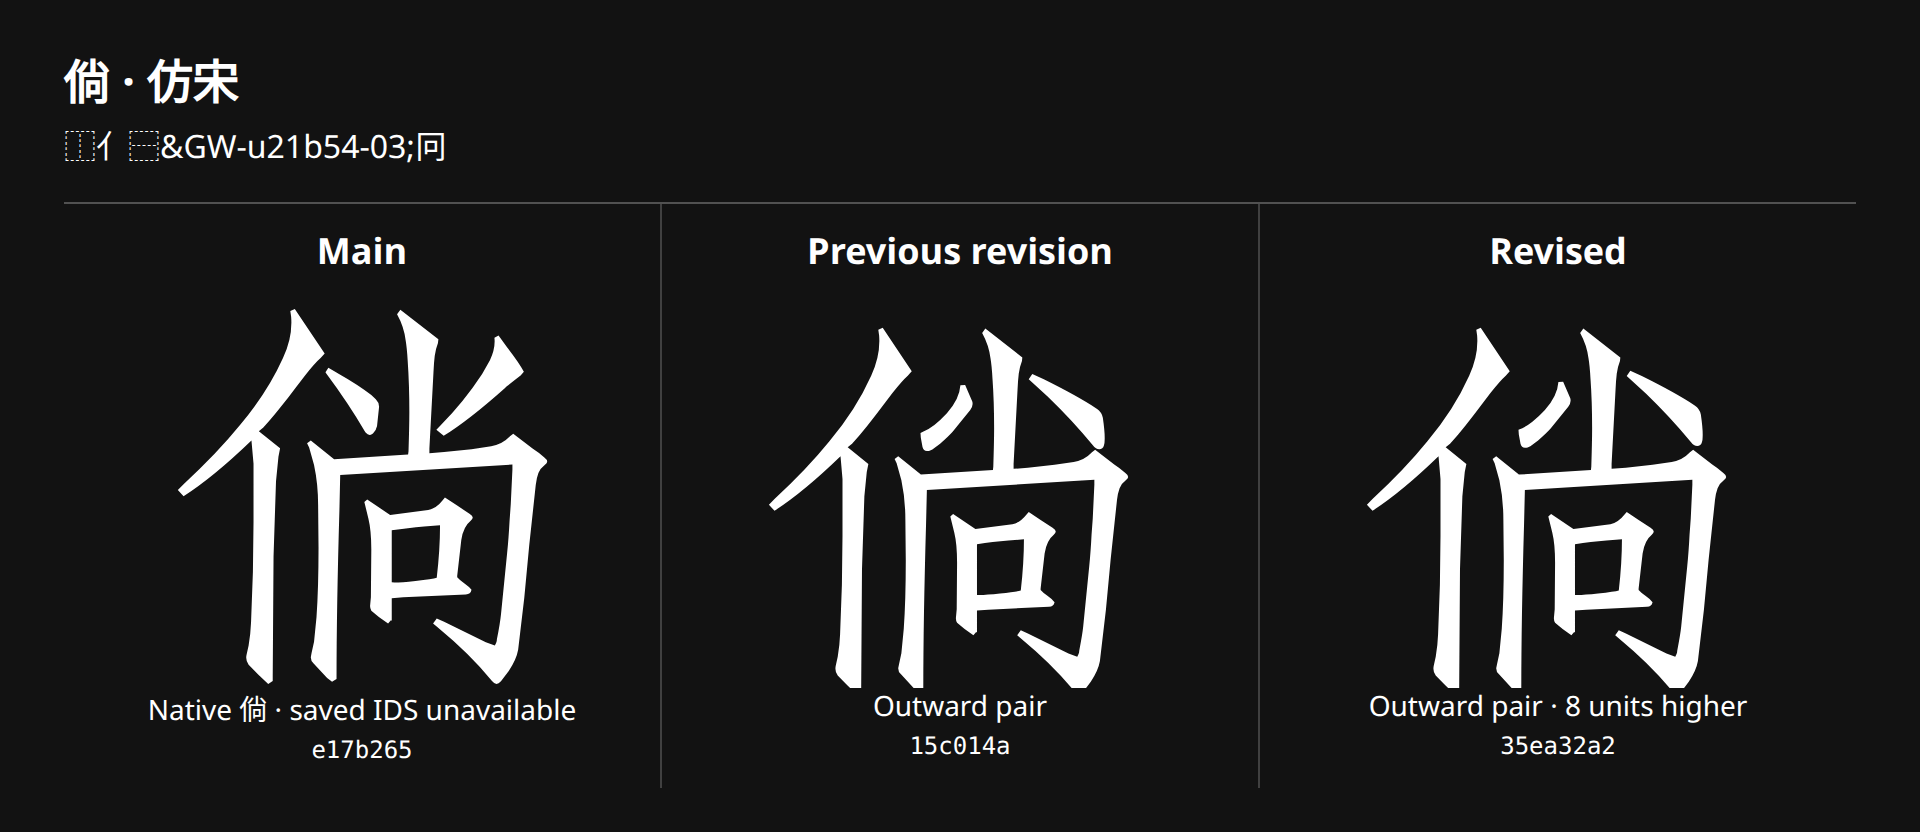 倘 · 仿宋
⿰亻⿱&GW-u21b54-03;冋
Main
倘
Native 倘 · saved IDS unavailable
e17b265
Previous revision
倘
Outward pair
15c014a
Revised
倘
Outward pair · 8 units higher
35ea32a2